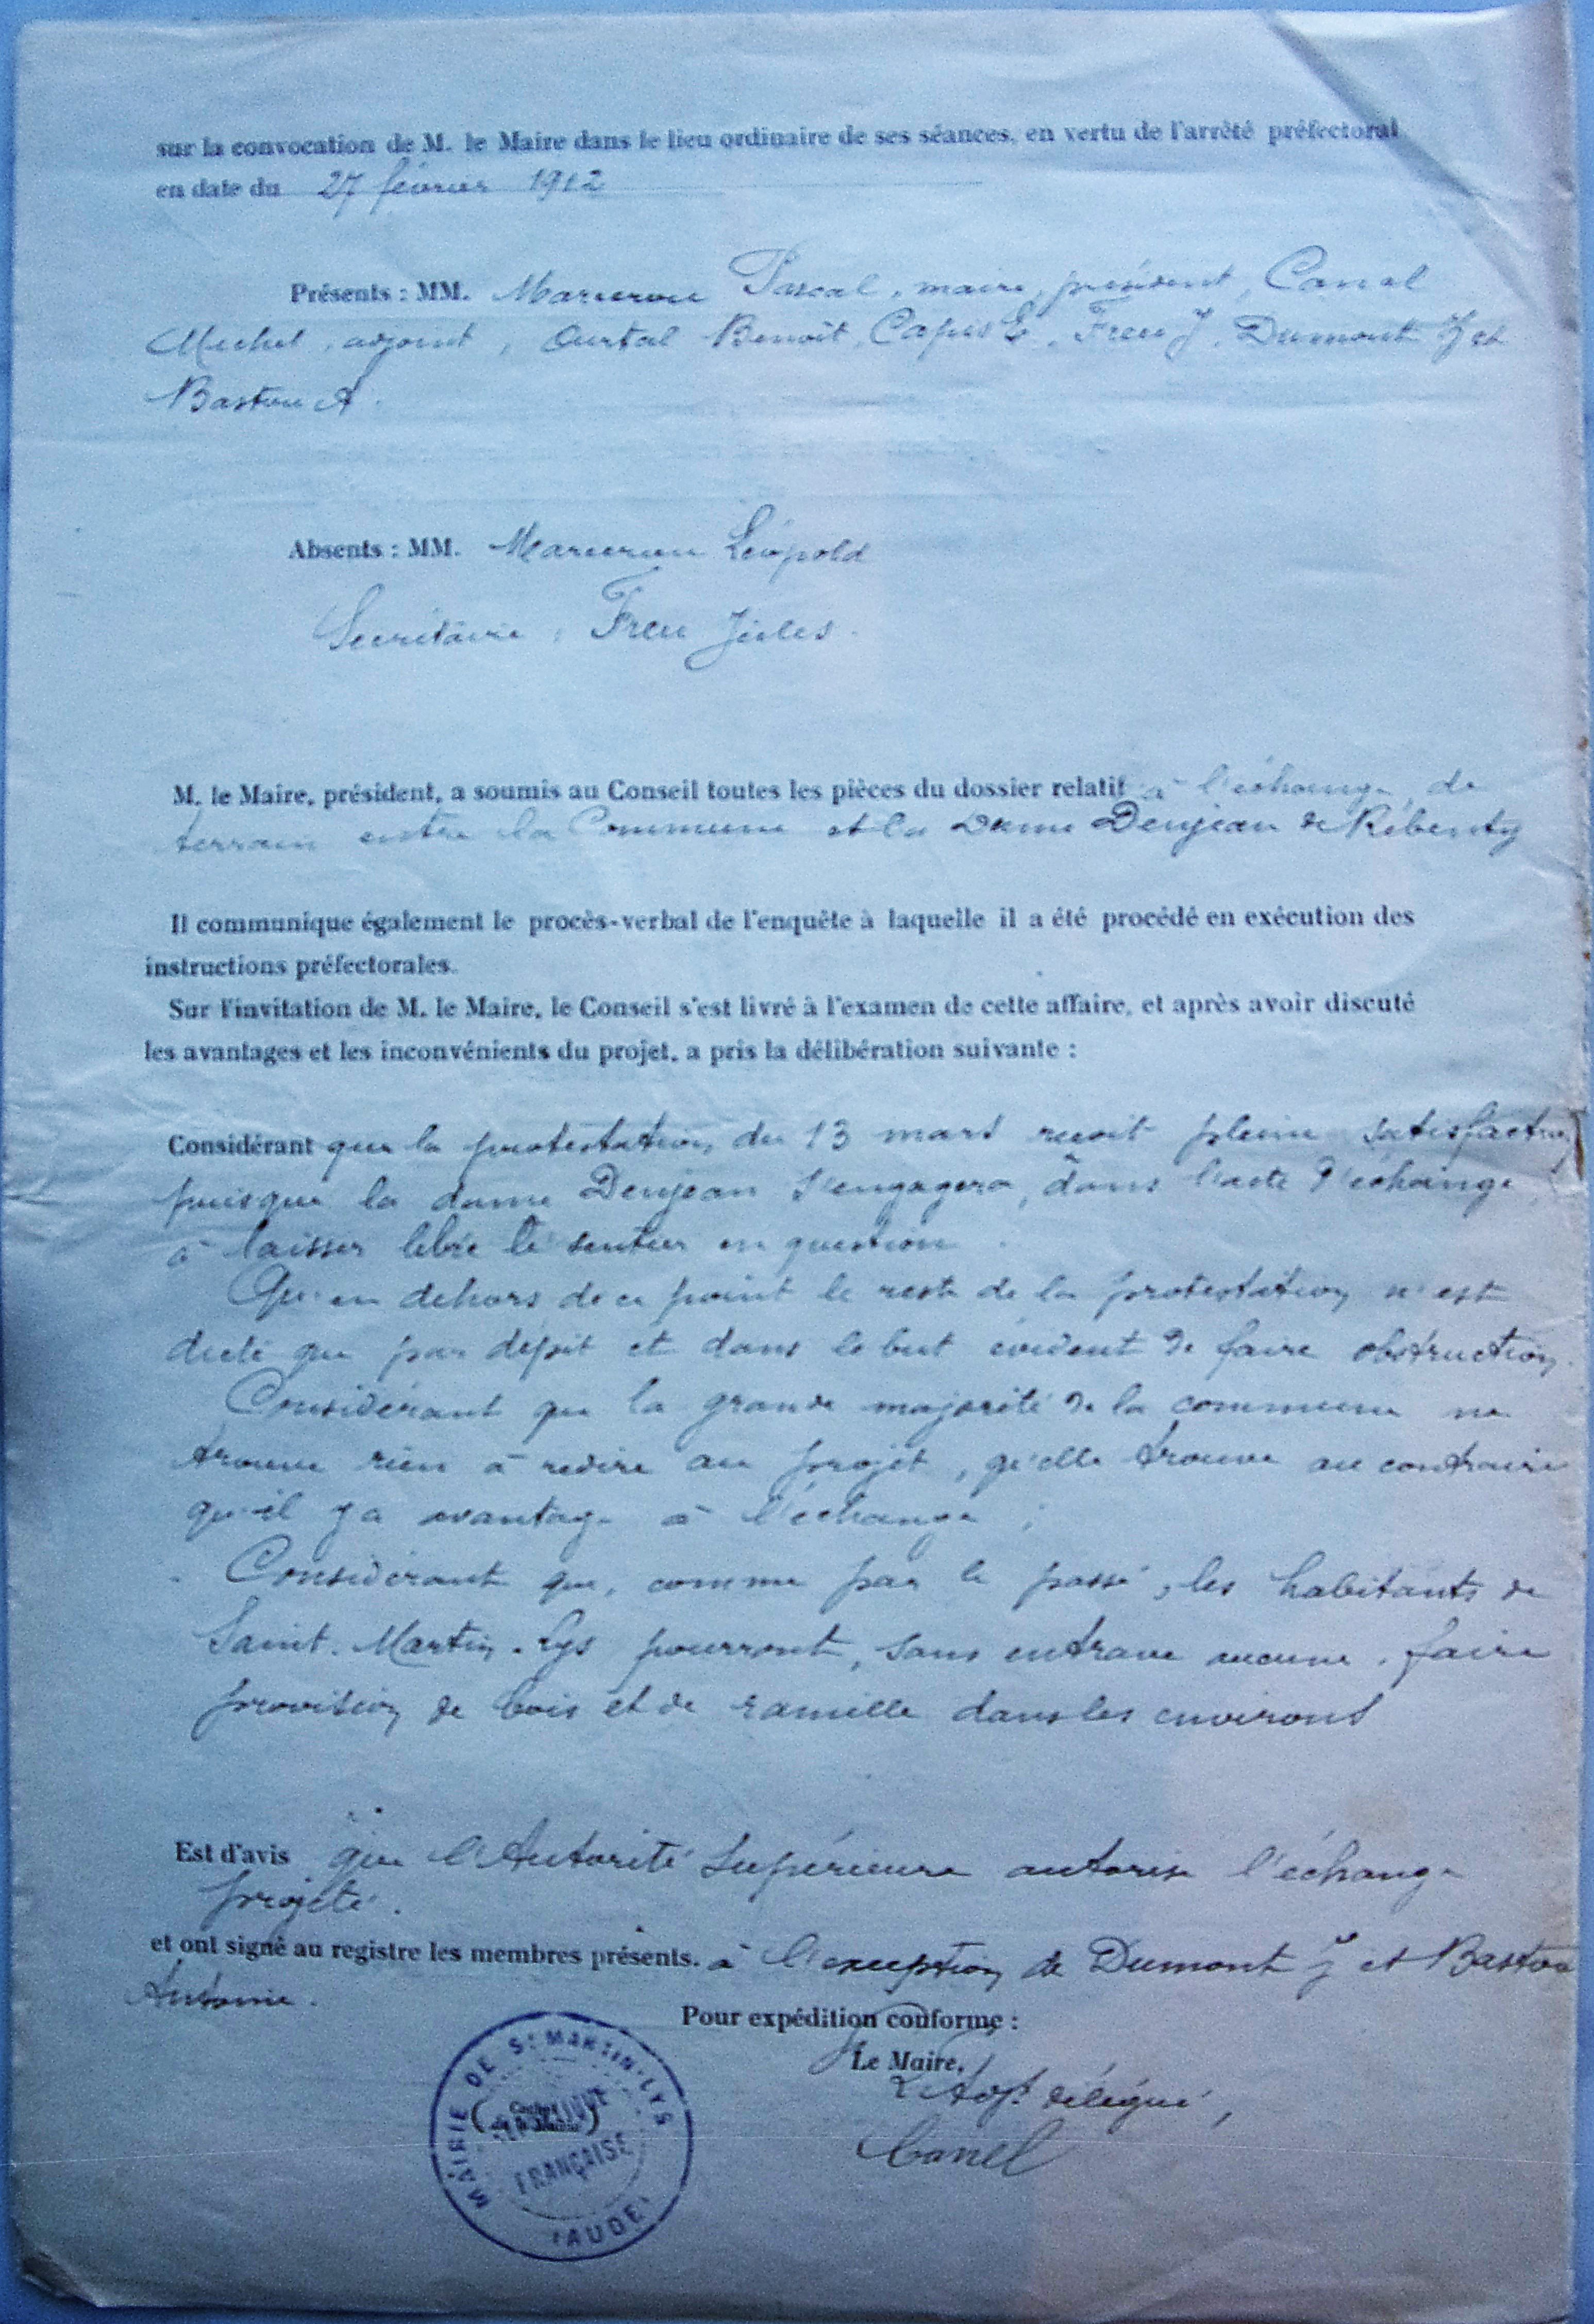 sur la convocation de M. le Maire dans le lieu ordinaire de ses séances, en vertu de l'arrêté préfectoral
en date du 27 février 1912
Présents : MM. Pascal, maire, président, Canal
Michel, adjoint, Benoît, Capus E, Freu J, Dumont J et
Bastou A.
Absents : MM. Léopold
Secrétaire, Freu Jules.
M. le Maire, président, a soumis au Conseil toutes les pièces du dossier relatif à l'échange de
terrain entre la Commune et la Dame Denjean de Rébenty
Il communique également le procès-verbal de l'enquête à laquelle il a été procédé en exécution des
instructions préfectorales.
Sur l'invitation de M. le Maire, le Conseil s'est livré à l'examen de cette affaire, et après avoir discuté
les avantages et les inconvénients du projet, a pris la délibération suivante :
Considérant que la protestation du 13 mars reçoit pleine satisfaction
puisque la dame Denjean s'engagera, dans l'acte d'échange,
à laisser libre le sentier en question.
Qu'en dehors de ce point le reste de la protestation n'est
dicté que par dépit et dans le but évident de faire obstruction.
Considérant que la grande majorité de la commune ne
trouve rien à redire au projet, qu'elle trouve au contraire
qu'il y a avantage à l'échange ;
Considérant que, comme par le passé, les habitants de
Saint-Martin-Lys pourront, sans entrave aucune, faire
provision de bois et de ramille dans les environs
Est d'avis que l'Autorité Supérieure autorise l'échange
projeté.
et ont signé au registre les membres présents. à l'exception de Dumont J et Bastou
Antonin.
Pour expédition conforme :
Le Maire,
L'Adj.t délégué,
Canel
MAIRIE DE St MARTIN-LYS
(Cachet de la Mairie)
RÉPUBLIQUE
FRANÇAISE
(AUDE)